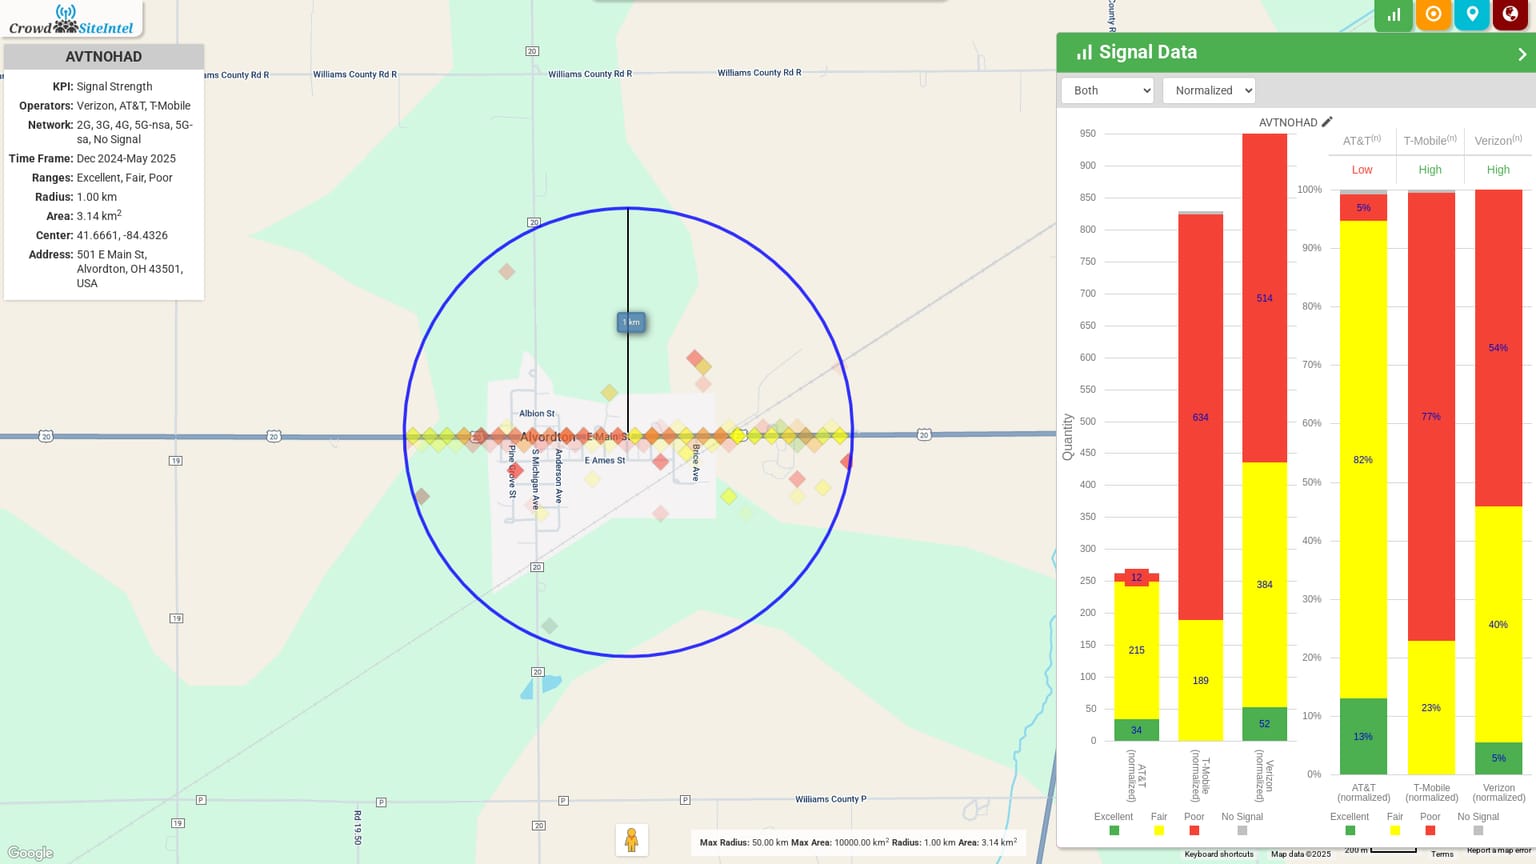 Crowd SiteIntel
AVTNOHAD
KPI: Signal Strength
Operators: Verizon, AT&T, T-Mobile
Network: 2G, 3G, 4G, 5G-nsa, 5G-
sa, No Signal
Time Frame: Dec 2024-May 2025
Ranges: Excellent, Fair, Poor
Radius: 1.00 km
Area: 3.14 km2
Center: 41.6661, -84.4326
Address: 501 E Main St,
Alvordton, OH 43501,
USA
20
ams County Rd R
Williams County Rd R
Williams County Rd R
Williams County Rd R
County Rd
20
1 km
Albion St
20
20
20
Alvordton
E Main St
20
19
E Ames St
Pine Grove St
S Michigan Ave
Anderson Ave
Brice Ave
20
19
20
P
P
P
P
Williams County P
19
Rd 19.50
20
Google
Max Radius: 50.00 km Max Area: 10000.00 km2 Radius: 1.00 km Area: 3.14 km2
Keyboard shortcuts
Map data ©2025
200 m
Terms
Report a map error
Signal Data
Both
Normalized
AVTNOHAD
Quantity
950
900
850
800
750
700
650
600
550
500
450
400
350
300
250
200
150
100
50
0
12
215
34
634
189
514
384
52
AT&T
(normalized)
T-Mobile
(normalized)
Verizon
(normalized)
Excellent
Fair
Poor
No Signal
AT&T(n)
T-Mobile(n)
Verizon(n)
Low
High
High
100%
90%
80%
70%
60%
50%
40%
30%
20%
10%
0%
5%
82%
13%
77%
23%
54%
40%
5%
AT&T
(normalized)
T-Mobile
(normalized)
Verizon
(normalized)
Excellent
Fair
Poor
No Signal